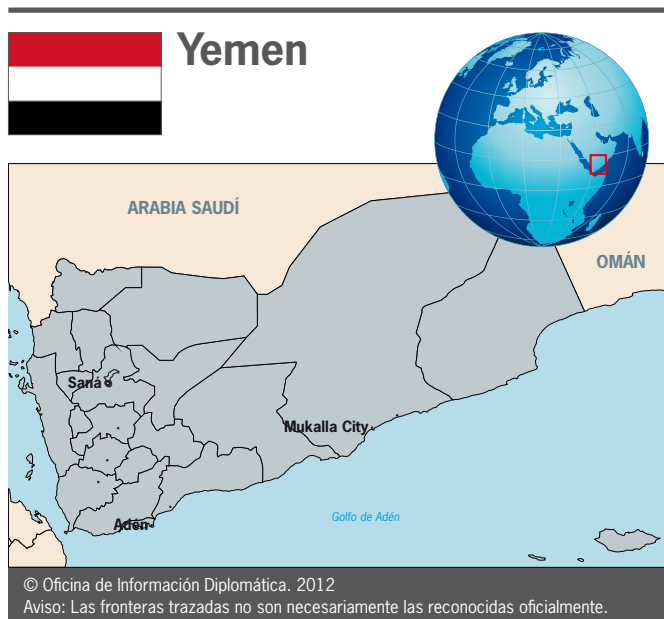 Yemen
ARABIA SAUDÍ
OMÁN
Saná
Mukalla City
Adén
Golfo de Adén
© Oficina de Información Diplomática. 2012
Aviso: Las fronteras trazadas no son necesariamente las reconocidas oficialmente.